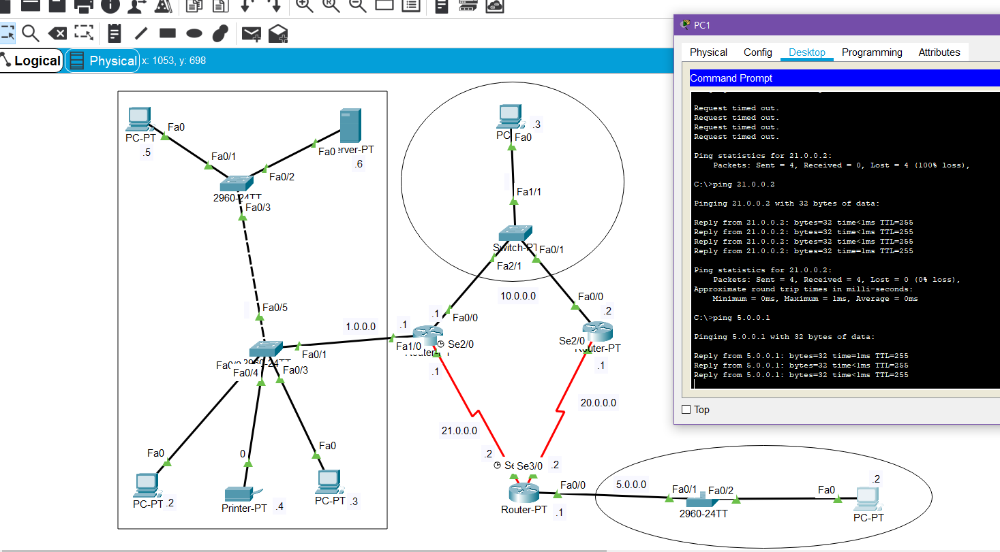 Logical
Physical
x: 1053, y: 698
PC1
Physical
Config
Desktop
Programming
Attributes
Command Prompt
Request timed out.
Request timed out.
Request timed out.
Request timed out.
Ping statistics for 21.0.0.2:
Packets: Sent = 4, Received = 0, Lost = 4 (100% loss),
C:\>ping 21.0.0.2
Pinging 21.0.0.2 with 32 bytes of data:
Reply from 21.0.0.2: bytes=32 time<1ms TTL=255
Reply from 21.0.0.2: bytes=32 time=1ms TTL=255
Reply from 21.0.0.2: bytes=32 time<1ms TTL=255
Reply from 21.0.0.2: bytes=32 time=1ms TTL=255
Ping statistics for 21.0.0.2:
Packets: Sent = 4, Received = 4, Lost = 0 (0% loss),
Approximate round trip times in milli-seconds:
Minimum = 0ms, Maximum = 1ms, Average = 0ms
C:\>ping 5.0.0.1
Pinging 5.0.0.1 with 32 bytes of data:
Reply from 5.0.0.1: bytes=32 time=1ms TTL=255
Reply from 5.0.0.1: bytes=32 time<1ms TTL=255
Reply from 5.0.0.1: bytes=32 time<1ms TTL=255
Top
Fa0
PC-PT
.5
Fa0/1
Fa0
erver-PT
.6
Fa0/2
2960-24TT
Fa0/3
Fa0/5
1.0.0.0
.1
Fa1/0
Fa0/1
2960-24TT
Fa0/4
Fa0/3
Fa0
0
Fa0
PC-PT
.2
Printer-PT
.4
PC-PT
.3
.3
PC
Fa0
Fa1/1
Switch-PT
Fa0/1
Fa2/1
10.0.0.0
Fa0/0
.2
.1
Fa0/0
Se2/0
Se2/0
Router-PT
Router-PT
.1
.1
20.0.0.0
21.0.0.0
.2
Se3/0
.2
Fa0/0
Router-PT
.1
5.0.0.0
Fa0/1
Fa0/2
2960-24TT
Fa0
.2
PC-PT